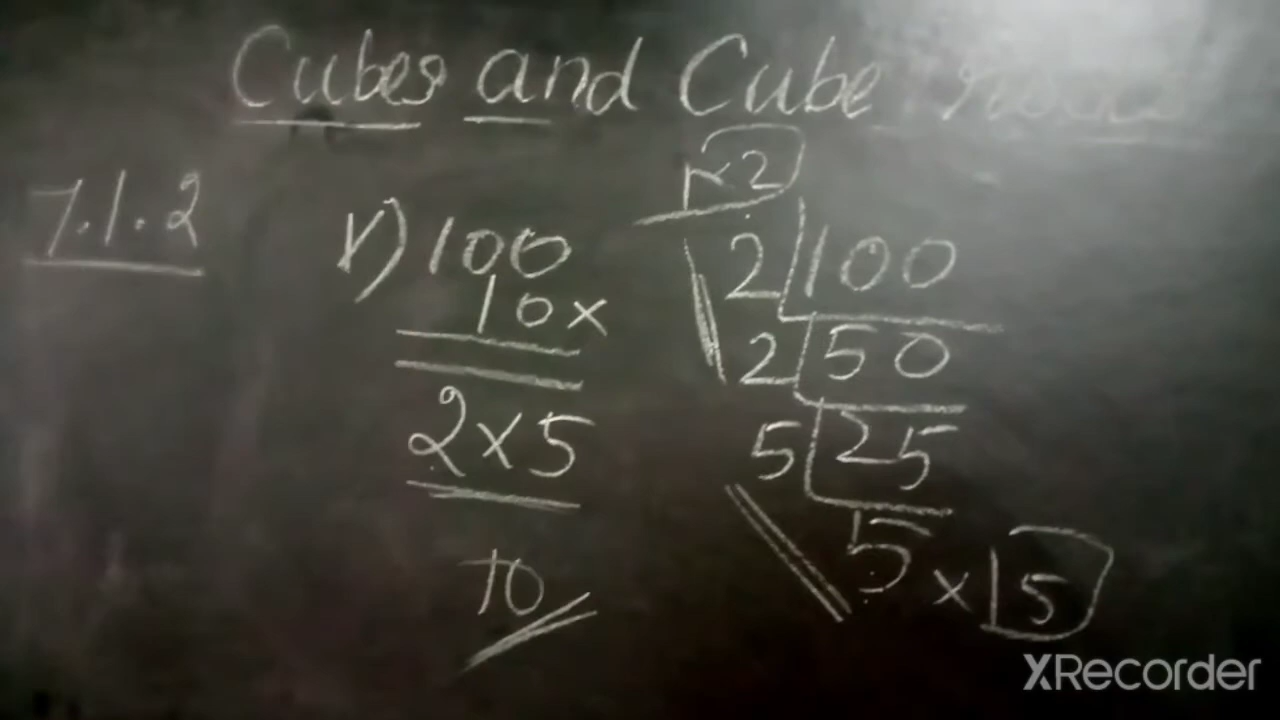 Cubes and Cube roots
7.1.2
V) 100
10 ×
2×5
10
×2
2 100
2 50
5 25
5 × 5
XRecorder